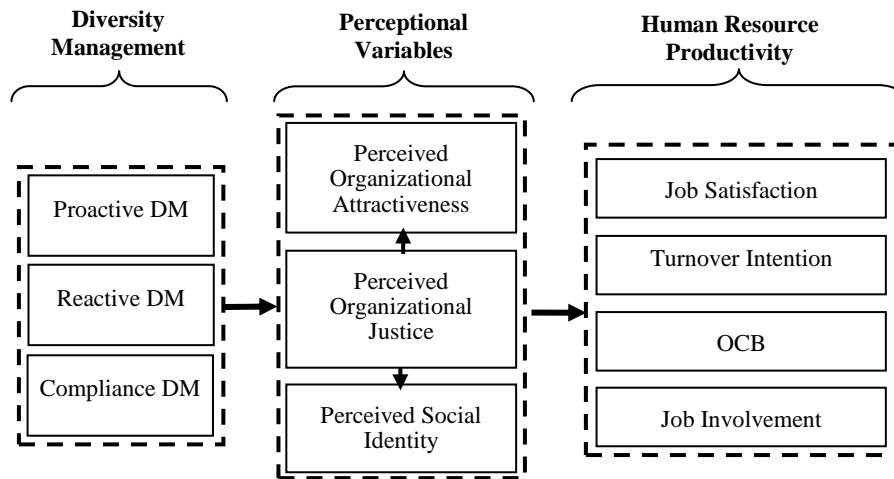 Diversity
Management
Perceptional
Variables
Human Resource
Productivity
Proactive DM
Reactive DM
Compliance DM
Perceived
Organizational
Attractiveness
Perceived
Organizational
Justice
Perceived Social
Identity
Job Satisfaction
Turnover Intention
OCB
Job Involvement